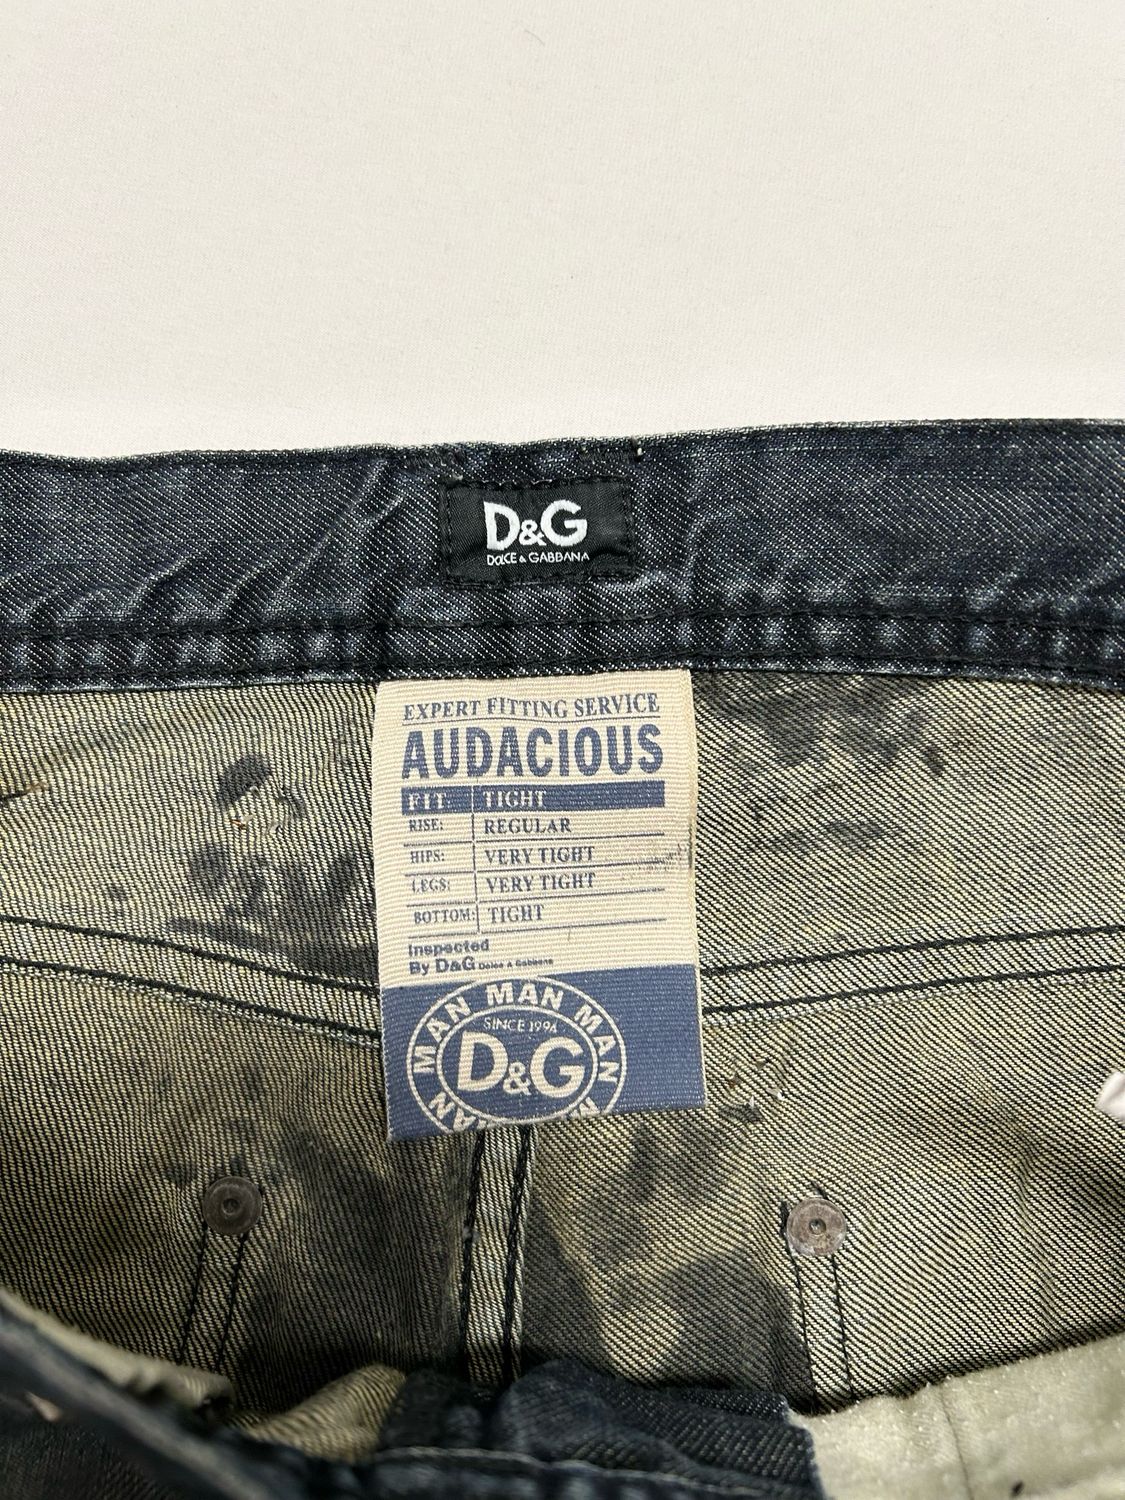 D&G
DOLCE & GABBANA
EXPERT FITTING SERVICE
AUDACIOUS
FIT TIGHT
RISE: REGULAR
HIPS: VERY TIGHT
LEGS: VERY TIGHT
BOTTOM: TIGHT
Inspected
By D&G Dolce & Gabbana
MAN MAN MAN
SINCE 1994
D&G